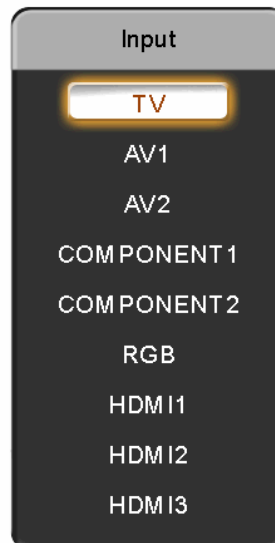 Input
TV
AV1
AV2
COMPONENT1
COMPONENT2
RGB
HDMI1
HDMI2
HDMI3